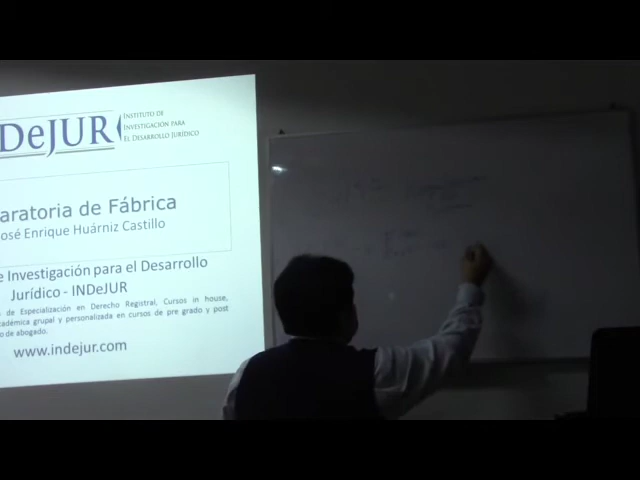 DeJUR
INSTITUTO DE
INVESTIGACIÓN PARA
EL DESARROLLO JURÍDICO
aratoria de Fábrica
José Enrique Huárniz Castillo
e Investigación para el Desarrollo
Jurídico - INDeJUR
de Especialización en Derecho Registral, Cursos in house,
académica grupal y personalizada en cursos de pre grado y post
o de abogado.
www.indejur.com